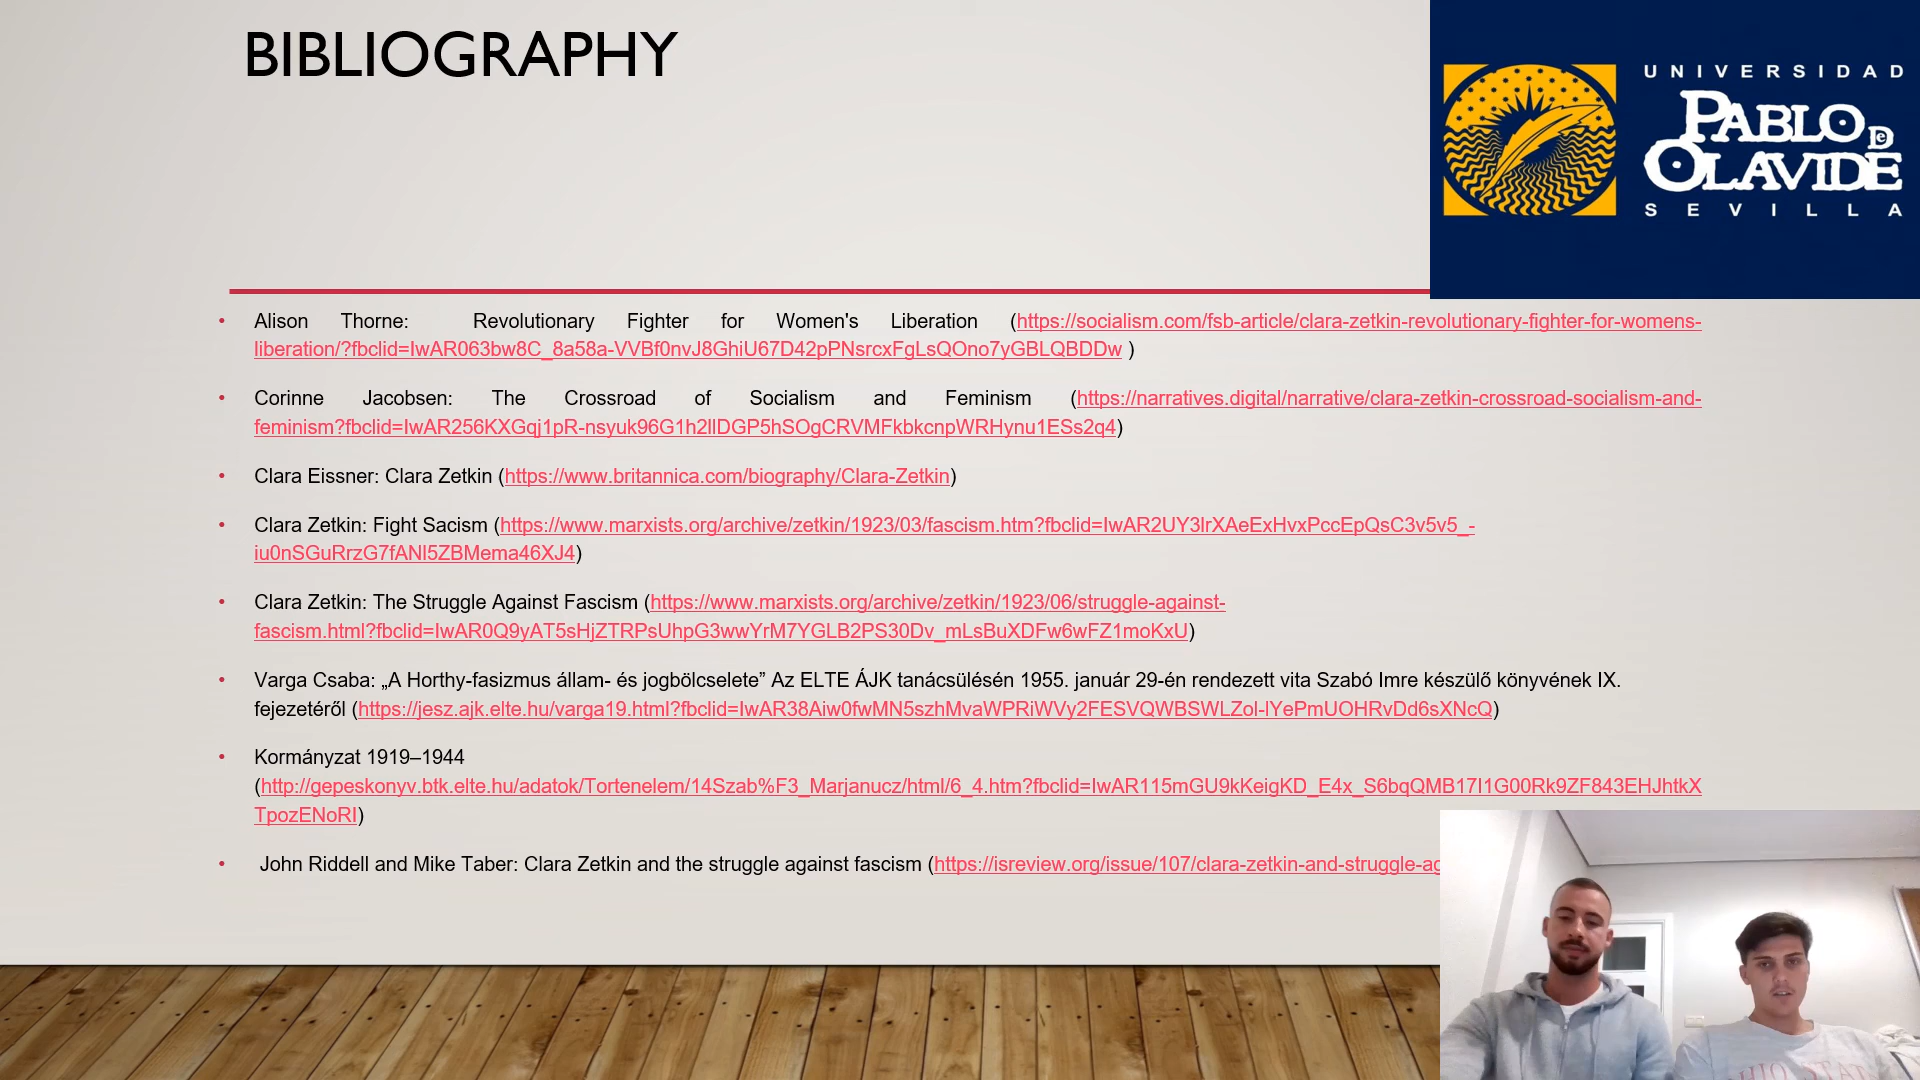 BIBLIOGRAPHY
UNIVERSIDAD
PABLO DE
OLAVIDE
SEVILLA
• Alison Thorne: Revolutionary Fighter for Women's Liberation (https://socialism.com/fsb-article/clara-zetkin-revolutionary-fighter-for-womens-
liberation/?fbclid=IwAR063bw8C_8a58a-VVBf0nvJ8GhiU67D42pPNsrcxFgLsQOno7yGBLQBDDw )
• Corinne Jacobsen: The Crossroad of Socialism and Feminism (https://narratives.digital/narrative/clara-zetkin-crossroad-socialism-and-
feminism?fbclid=IwAR256KXGqj1pR-nsyuk96G1h2lIDGP5hSOgCRVMFkbkcnpWRHynu1ESs2q4)
• Clara Eissner: Clara Zetkin (https://www.britannica.com/biography/Clara-Zetkin)
• Clara Zetkin: Fight Sacism (https://www.marxists.org/archive/zetkin/1923/03/fascism.htm?fbclid=IwAR2UY3lrXAeExHvxPccEpQsC3v5v5_-
iu0nSGuRrzG7fANl5ZBMema46XJ4)
• Clara Zetkin: The Struggle Against Fascism (https://www.marxists.org/archive/zetkin/1923/06/struggle-against-
fascism.html?fbclid=IwAR0Q9yAT5sHjZTRPsUhpG3wwYrM7YGLB2PS30Dv_mLsBuXDFw6wFZ1moKxU)
• Varga Csaba: „A Horthy-fasizmus állam- és jogbölcselete” Az ELTE ÁJK tanácsülésén 1955. január 29-én rendezett vita Szabó Imre készülő könyvének IX.
fejezetéről (https://jesz.ajk.elte.hu/varga19.html?fbclid=IwAR38Aiw0fwMN5szhMvaWPRiWVy2FESVQWBSWLZol-lYePmUOHRvDd6sXNcQ)
• Kormányzat 1919–1944
(http://gepeskonyv.btk.elte.hu/adatok/Tortenelem/14Szab%F3_Marjanucz/html/6_4.htm?fbclid=IwAR115mGU9kKeigKD_E4x_S6bqQMB17I1G00Rk9ZF843EHJhtkX
TpozENoRI)
• John Riddell and Mike Taber: Clara Zetkin and the struggle against fascism (https://isreview.org/issue/107/clara-zetkin-and-struggle-ag